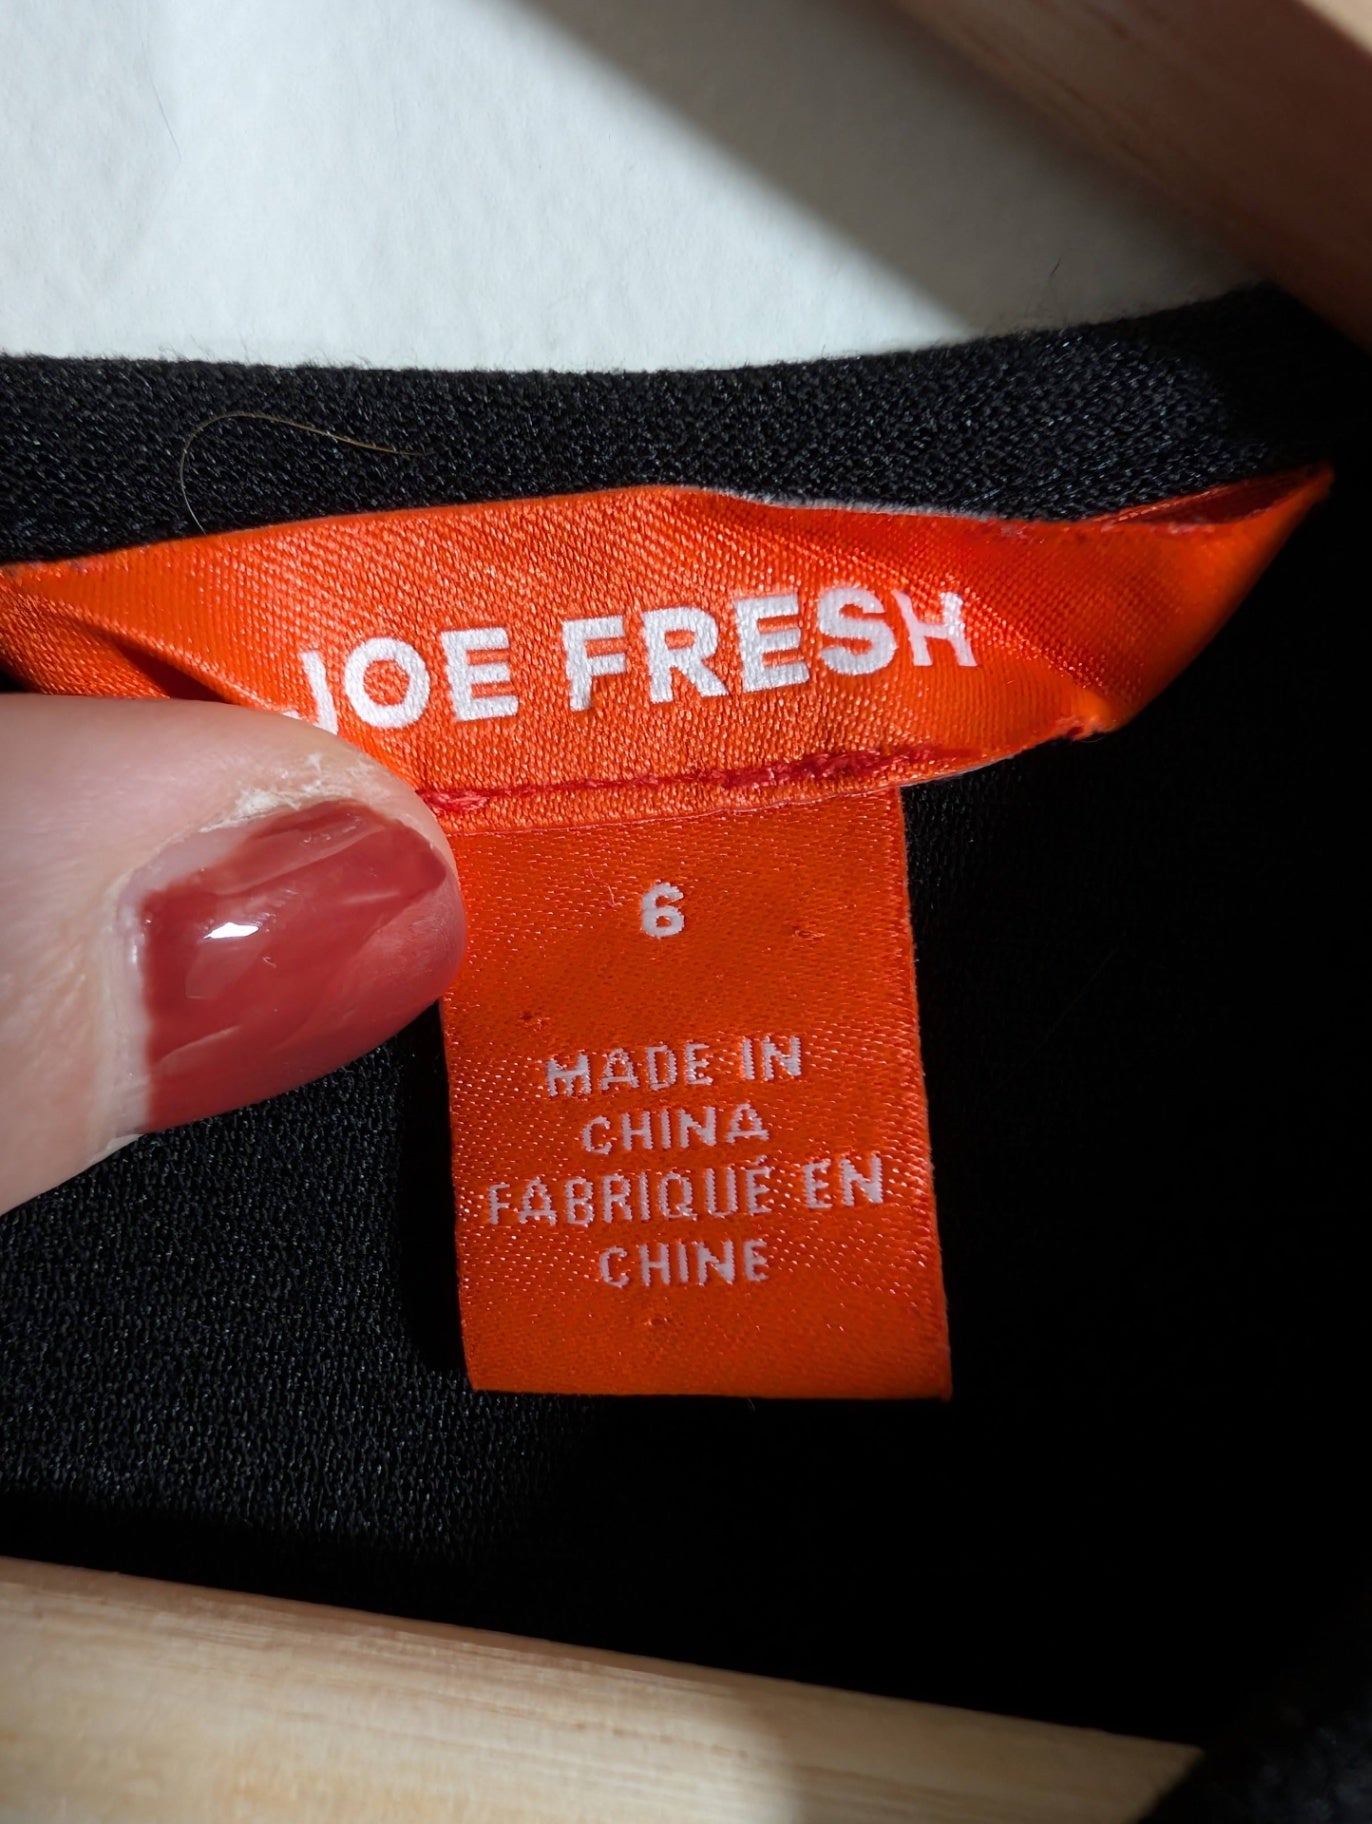 JOE FRESH
6
MADE IN
CHINA
FABRIQUÉ EN
CHINE